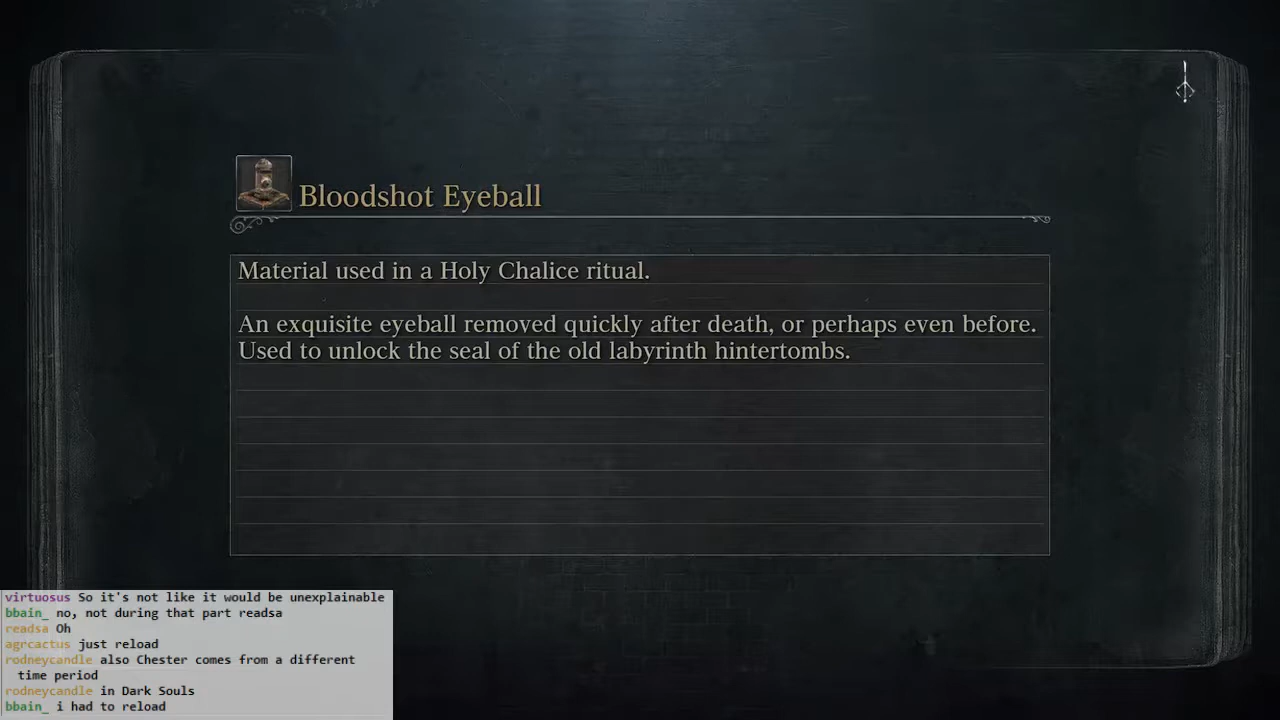 Bloodshot Eyeball
Material used in a Holy Chalice ritual.
An exquisite eyeball removed quickly after death, or perhaps even before.
Used to unlock the seal of the old labyrinth hintertombs.
virtuosus So it's not like it would be unexplainable
bbain_ no, not during that part readsa
readsa Oh
agrcactus just reload
rodneycandle also Chester comes from a different
time period
rodneycandle in Dark Souls
bbain_ i had to reload